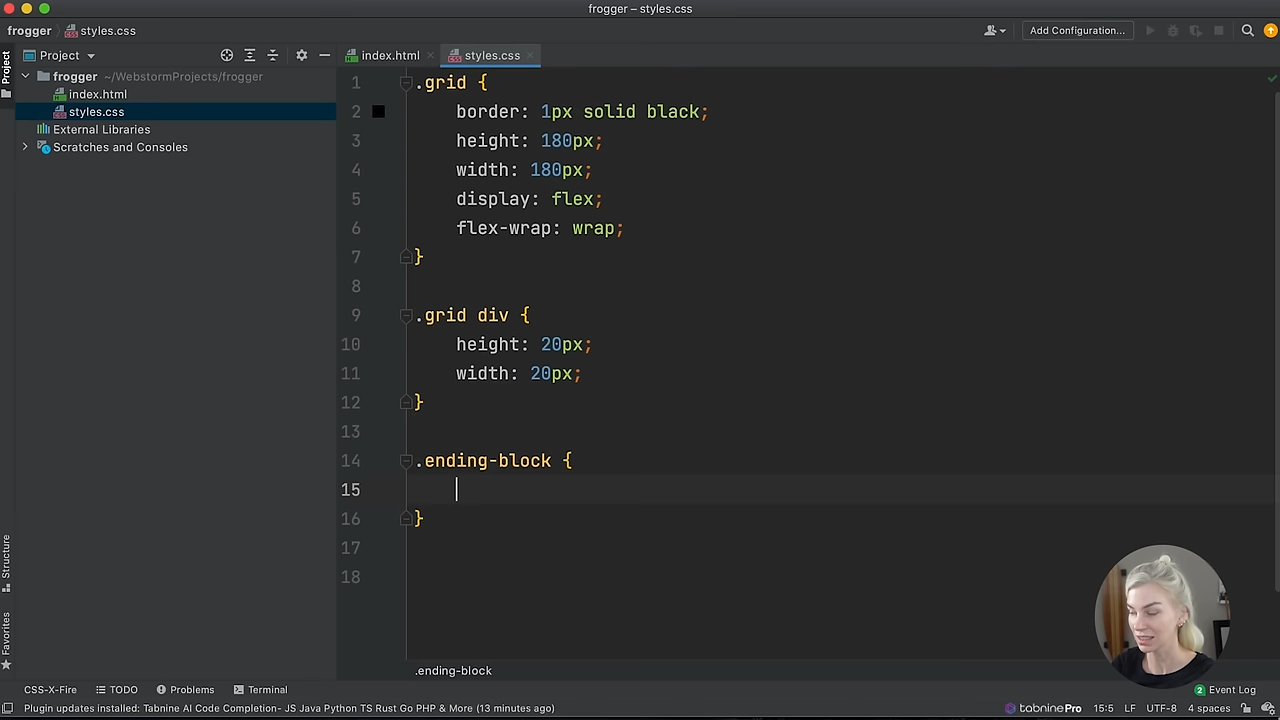 frogger – styles.css
frogger
styles.css
Add Configuration...
Project
Project
index.html
styles.css
frogger ~/WebstormProjects/frogger
index.html
styles.css
External Libraries
Scratches and Consoles
1 .grid {
2 border: 1px solid black;
3 height: 180px;
4 width: 180px;
5 display: flex;
6 flex-wrap: wrap;
7 }
8
9 .grid div {
10 height: 20px;
11 width: 20px;
12 }
13
14 .ending-block {
15
16 }
17
18
Structure
Favorites
.ending-block
CSS-X-Fire
TODO
Problems
Terminal
2 Event Log
Plugin updates installed: Tabnine AI Code Completion- JS Java Python TS Rust Go PHP & More (13 minutes ago)
tabninePro
15:5
LF
UTF-8
4 spaces